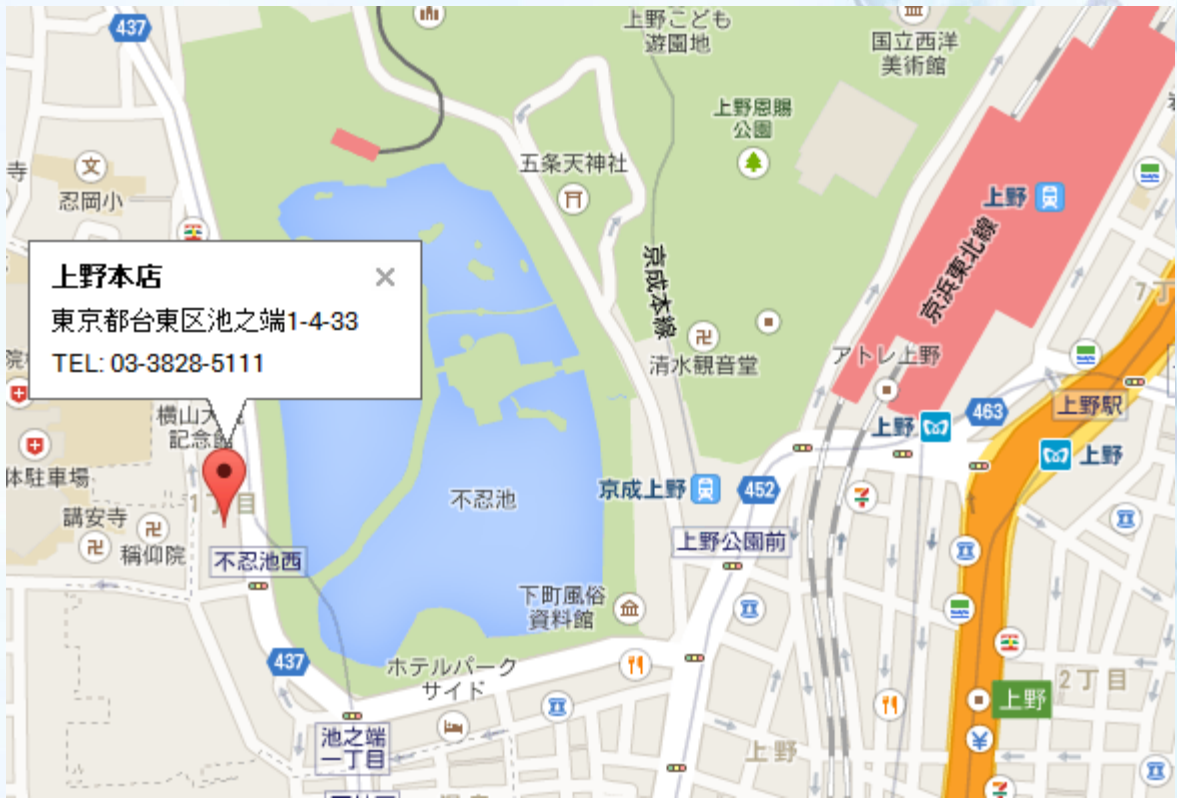 437
上野こども
遊園地
国立西洋
美術館
上野恩賜
公園
五条天神社
文
忍岡小
寺
上野
京浜東北線
京成本線
上野本店
東京都台東区池之端1-4-33
TEL: 03-3828-5111
清水観音堂
アトレ上野
7丁
横山大
記念館
463
上野駅
上野
上野
体駐車場
京成上野
452
不忍池
1丁目
講安寺
稱仰院
不忍池西
上野公園前
下町風俗
資料館
437
ホテルパーク
サイド
2丁目
上野
池之端
一丁目
上野